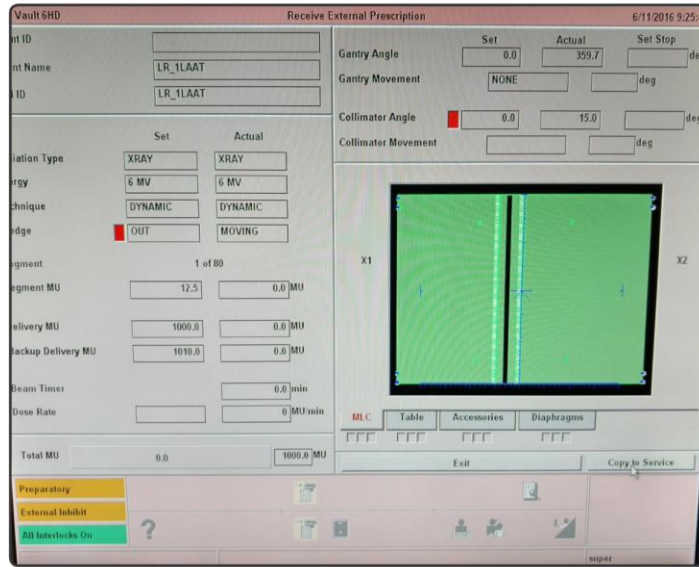 Vault 6HD Receive External Prescription 6/11/2016 9:25:
nt ID
nt Name LR_1LAAT
ID LR_1LAAT
Set Actual
iation Type XRAY XRAY
rgy 6 MV 6 MV
chnique DYNAMIC DYNAMIC
edge OUT MOVING
egment 1 of 80
egment MU 12.5 0.0 MU
elivery MU 1000.0 0.0 MU
Backup Delivery MU 1010.0 0.0 MU
Beam Timer 0.0 min
Dose Rate 0 MU/min
Total MU 0.0 1000.0 MU
Set Actual Set Stop
Gantry Angle 0.0 359.7 de
Gantry Movement NONE deg
Collimator Angle 0.0 15.0 deg
Collimator Movement deg
X1 X2
MLC Table Accessories Diaphragms
Exit Copy to Service
Preparatory
External Inhibit
All Interlocks On
?
super